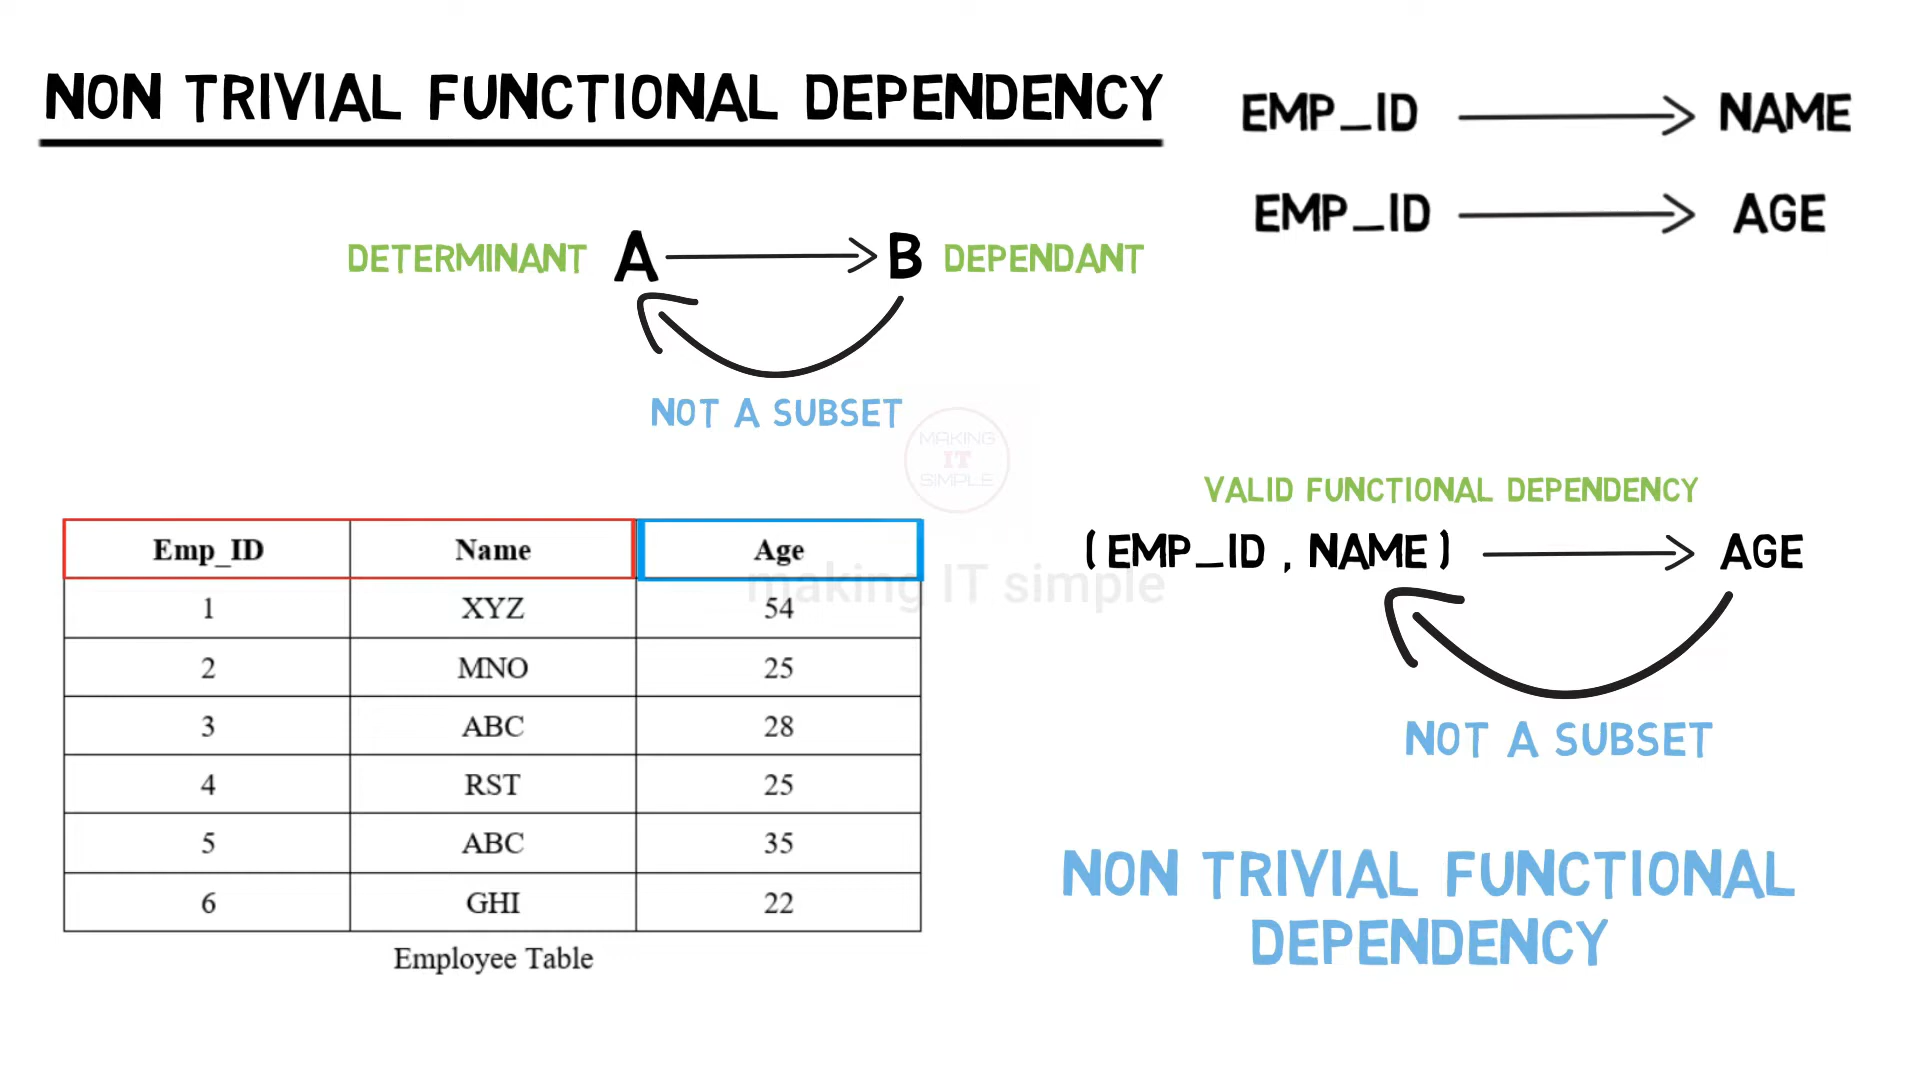 NON TRIVIAL FUNCTIONAL DEPENDENCY
EMP_ID NAME
EMP_ID AGE
DETERMINANT A B DEPENDANT
NOT A SUBSET
MAKING
IT
SIMPLE
VALID FUNCTIONAL DEPENDENCY
(EMP_ID , NAME) AGE
NOT A SUBSET
NON TRIVIAL FUNCTIONAL
DEPENDENCY
making IT simple
Emp_ID Name Age
1 XYZ 54
2 MNO 25
3 ABC 28
4 RST 25
5 ABC 35
6 GHI 22
Employee Table